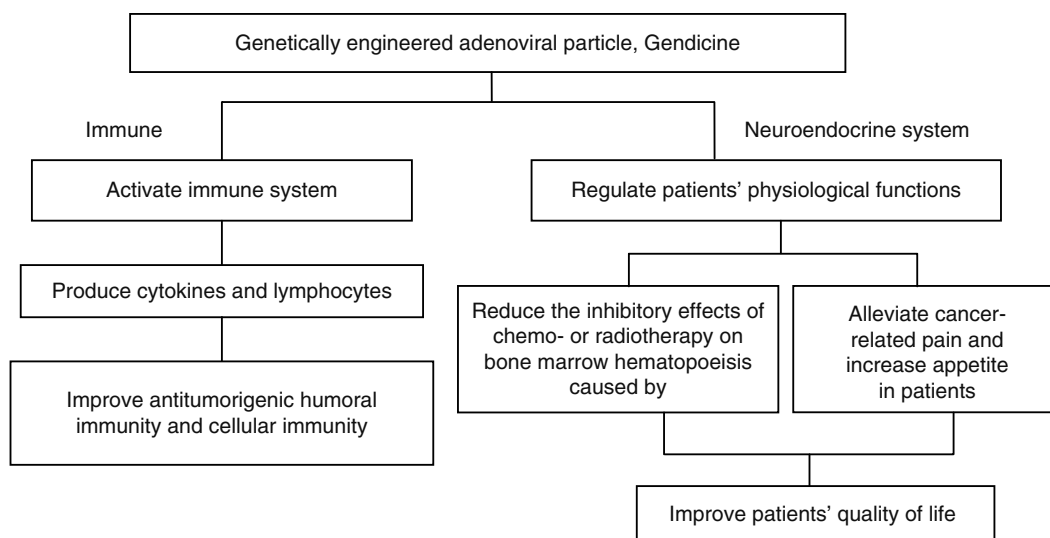 Genetically engineered adenoviral particle, Gendicine
Immune
Neuroendocrine system
Activate immune system
Regulate patients’ physiological functions
Produce cytokines and lymphocytes
Reduce the inhibitory effects of
chemo- or radiotherapy on
bone marrow hematopoeisis
caused by
Alleviate cancer-
related pain and
increase appetite
in patients
Improve antitumorigenic humoral
immunity and cellular immunity
Improve patients’ quality of life